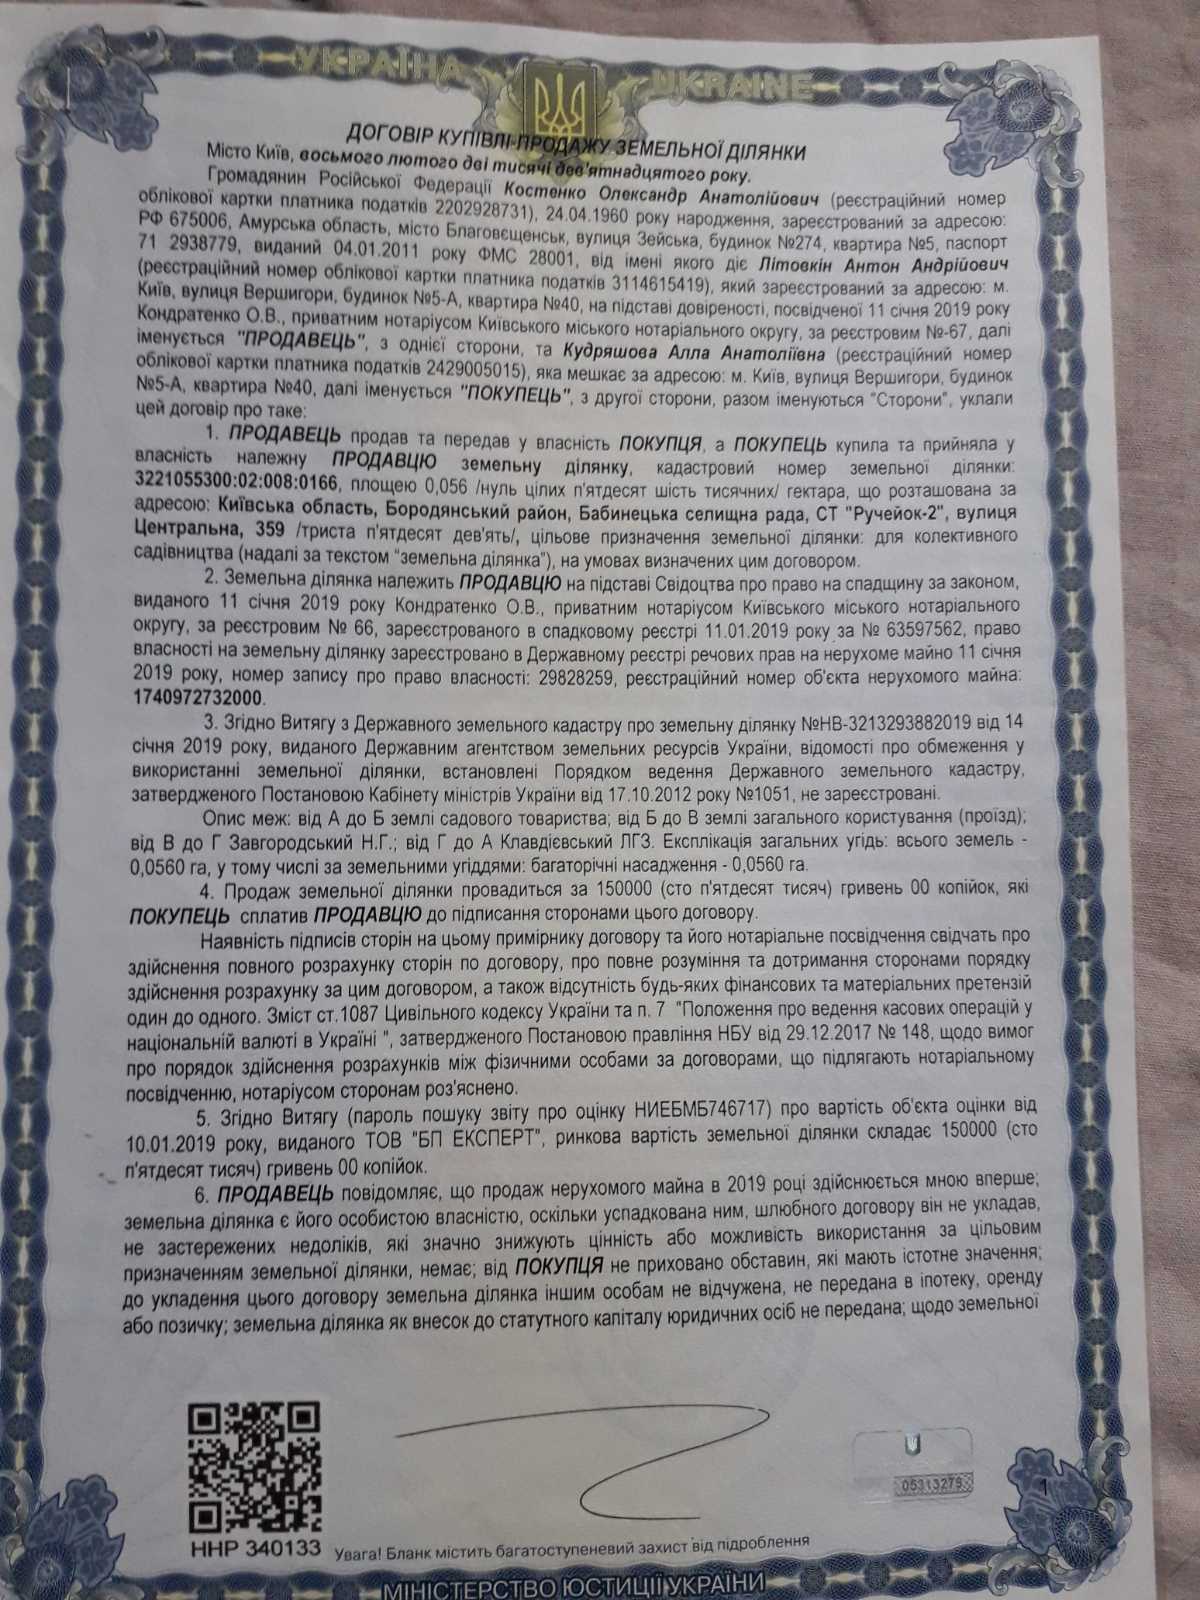 УКРАЇНА UKRAINE
ДОГОВІР КУПІВЛІ-ПРОДАЖУ ЗЕМЕЛЬНОЇ ДІЛЯНКИ
Місто Київ, восьмого лютого дві тисячі дев'ятнадцятого року.
Громадянин Російської Федерації Костенко Олександр Анатолійович (реєстраційний номер
облікової картки платника податків 2202928731), 24.04.1960 року народження, зареєстрований за адресою:
РФ 675006, Амурська область, місто Благовєщенськ, вулиця Зейська, будинок №274, квартира №5, паспорт
71 2938779, виданий 04.01.2011 року ФМС 28001, від імені якого діє Літовкін Антон Андрійович
(реєстраційний номер облікової картки платника податків 3114615419), який зареєстрований за адресою: м.
Київ, вулиця Вершигори, будинок №5-А, квартира №40, на підставі довіреності, посвідченої 11 січня 2019 року
Кондратенко О.В., приватним нотаріусом Київського міського нотаріального округу, за реєстровим №-67, далі
іменується "ПРОДАВЕЦЬ", з однієї сторони, та Кудряшова Алла Анатоліївна (реєстраційний номер
облікової картки платника податків 2429005015), яка мешкає за адресою: м. Київ, вулиця Вершигори, будинок
№5-А, квартира №40, далі іменується "ПОКУПЕЦЬ", з другої сторони, разом іменуються "Сторони", уклали
цей договір про таке:
1. ПРОДАВЕЦЬ продав та передав у власність ПОКУПЦЯ, а ПОКУПЕЦЬ купила та прийняла у
власність належну ПРОДАВЦЮ земельну ділянку, кадастровий номер земельної ділянки:
3221055300:02:008:0166, площею 0,056 /нуль цілих п'ятдесят шість тисячних/ гектара, що розташована за
адресою: Київська область, Бородянський район, Бабинецька селищна рада, СТ "Ручейок-2", вулиця
Центральна, 359 /триста п'ятдесят дев'ять/, цільове призначення земельної ділянки: для колективного
садівництва (надалі за текстом “земельна ділянка”), на умовах визначених цим договором.
2. Земельна ділянка належить ПРОДАВЦЮ на підставі Свідоцтва про право на спадщину за законом,
виданого 11 січня 2019 року Кондратенко О.В., приватним нотаріусом Київського міського нотаріального
округу, за реєстровим № 66, зареєстрованого в спадковому реєстрі 11.01.2019 року за № 63597562, право
власності на земельну ділянку зареєстровано в Державному реєстрі речових прав на нерухоме майно 11 січня
2019 року, номер запису про право власності: 29828259, реєстраційний номер об'єкта нерухомого майна:
1740972732000.
3. Згідно Витягу з Державного земельного кадастру про земельну ділянку №НВ-3213293882019 від 14
січня 2019 року, виданого Державним агентством земельних ресурсів України, відомості про обмеження у
використанні земельної ділянки, встановлені Порядком ведення Державного земельного кадастру,
затвердженого Постановою Кабінету міністрів України від 17.10.2012 року №1051, не зареєстровані.
Опис меж: від А до Б землі садового товариства; від Б до В землі загального користування (проїзд);
від В до Г Завгородський Н.Г.; від Г до А Клавдієвський ЛГЗ. Експлікація загальних угідь: всього земель -
0,0560 га, у тому числі за земельними угіддями: багаторічні насадження - 0,0560 га.
4. Продаж земельної ділянки провадиться за 150000 (сто п'ятдесят тисяч) гривень 00 копійок, які
ПОКУПЕЦЬ сплатив ПРОДАВЦЮ до підписання сторонами цього договору.
Наявність підписів сторін на цьому примірнику договору та його нотаріальне посвідчення свідчать про
здійснення повного розрахунку сторін по договору, про повне розуміння та дотримання сторонами порядку
здійснення розрахунку за цим договором, а також відсутність будь-яких фінансових та матеріальних претензій
один до одного. Зміст ст.1087 Цивільного кодексу України та п. 7 "Положення про ведення касових операцій у
національній валюті в Україні ", затвердженого Постановою правління НБУ від 29.12.2017 № 148, щодо вимог
про порядок здійснення розрахунків між фізичними особами за договорами, що підлягають нотаріальному
посвідченню, нотаріусом сторонам роз'яснено.
5. Згідно Витягу (пароль пошуку звіту про оцінку НИЕБМБ746717) про вартість об'єкта оцінки від
10.01.2019 року, виданого ТОВ "БП ЕКСПЕРТ", ринкова вартість земельної ділянки складає 150000 (сто
п'ятдесят тисяч) гривень 00 копійок.
6. ПРОДАВЕЦЬ повідомляє, що продаж нерухомого майна в 2019 році здійснюється мною вперше;
земельна ділянка є його особистою власністю, оскільки успадкована ним, шлюбного договору він не укладав,
не застережених недоліків, які значно знижують цінність або можливість використання за цільовим
призначенням земельної ділянки, немає; від ПОКУПЦЯ не приховано обставин, які мають істотне значення;
до укладення цього договору земельна ділянка іншим особам не відчужена, не передана в іпотеку, оренду
або позичку; земельна ділянка як внесок до статутного капіталу юридичних осіб не передана; щодо земельної
05313279
1
ННР 340133
Увага! Бланк містить багатоступеневий захист від підроблення
МІНІСТЕРСТВО ЮСТИЦІЇ УКРАЇНИ